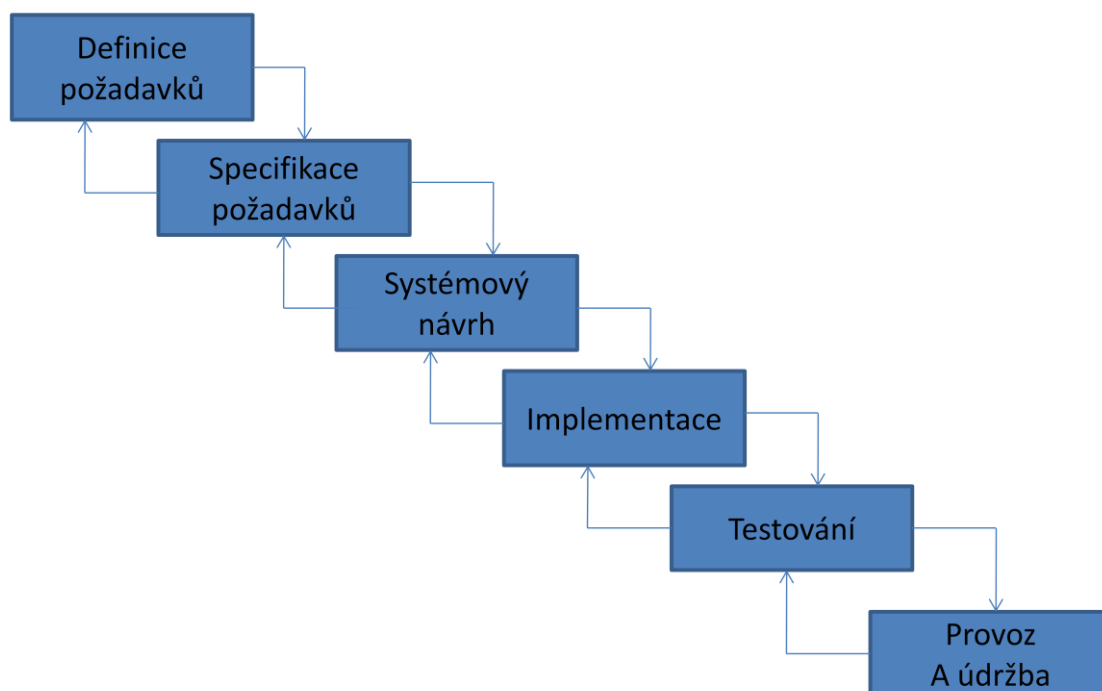 Definice
požadavků
Specifikace
požadavků
Systémový
návrh
Implementace
Testování
Provoz
A údržba